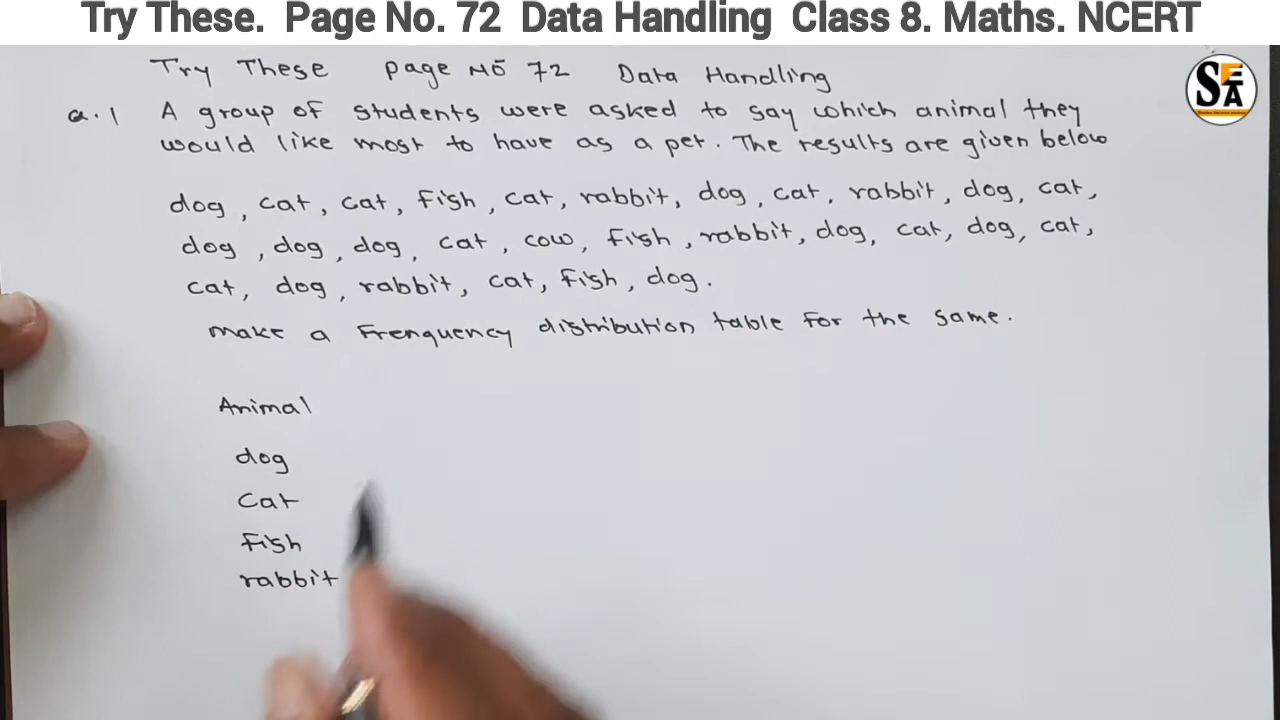 Try These. Page No. 72 Data Handling Class 8. Maths. NCERT
Try These Page No 72 Data Handling
Q.1 A group of students were asked to say which animal they
would like most to have as a pet. The results are given below
dog, cat, cat, fish, cat, rabbit, dog, cat, rabbit, dog, cat,
dog, dog, dog, cat, cow, fish, rabbit, dog, cat, dog, cat,
cat, dog, rabbit, cat, fish, dog.
make a Frenquency distribution table for the same.
Animal
dog
Cat
fish
rabbit
SEA